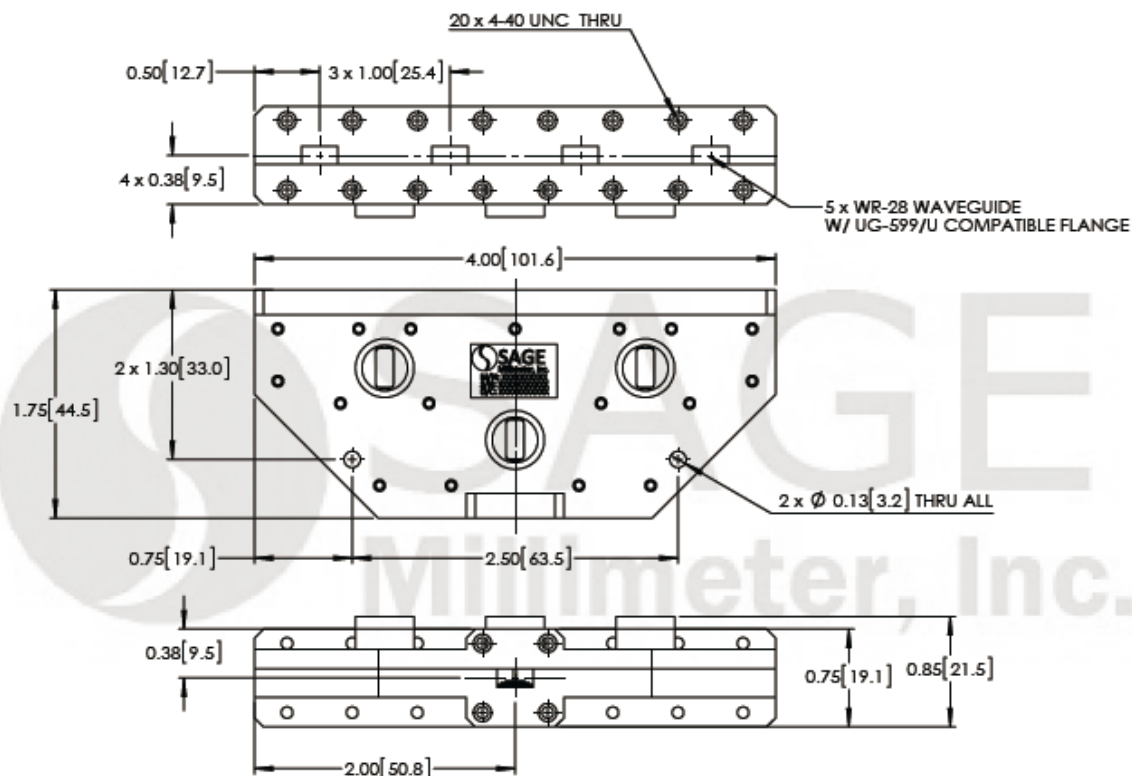 20 x 4-40 UNC THRU
0.50[12.7]
3 x 1.00[25.4]
4 x 0.38[9.5]
5 x WR-28 WAVEGUIDE
W/ UG-599/U COMPATIBLE FLANGE
4.00[101.6]
SAGE
Millimeter, Inc.
2 x 1.30[33.0]
1.75[44.5]
SAGE
2 x Ø 0.13[3.2] THRU ALL
0.75[19.1]
2.50[63.5]
Millimeter, Inc.
0.38[9.5]
0.75[19.1]
0.85[21.5]
2.00[50.8]